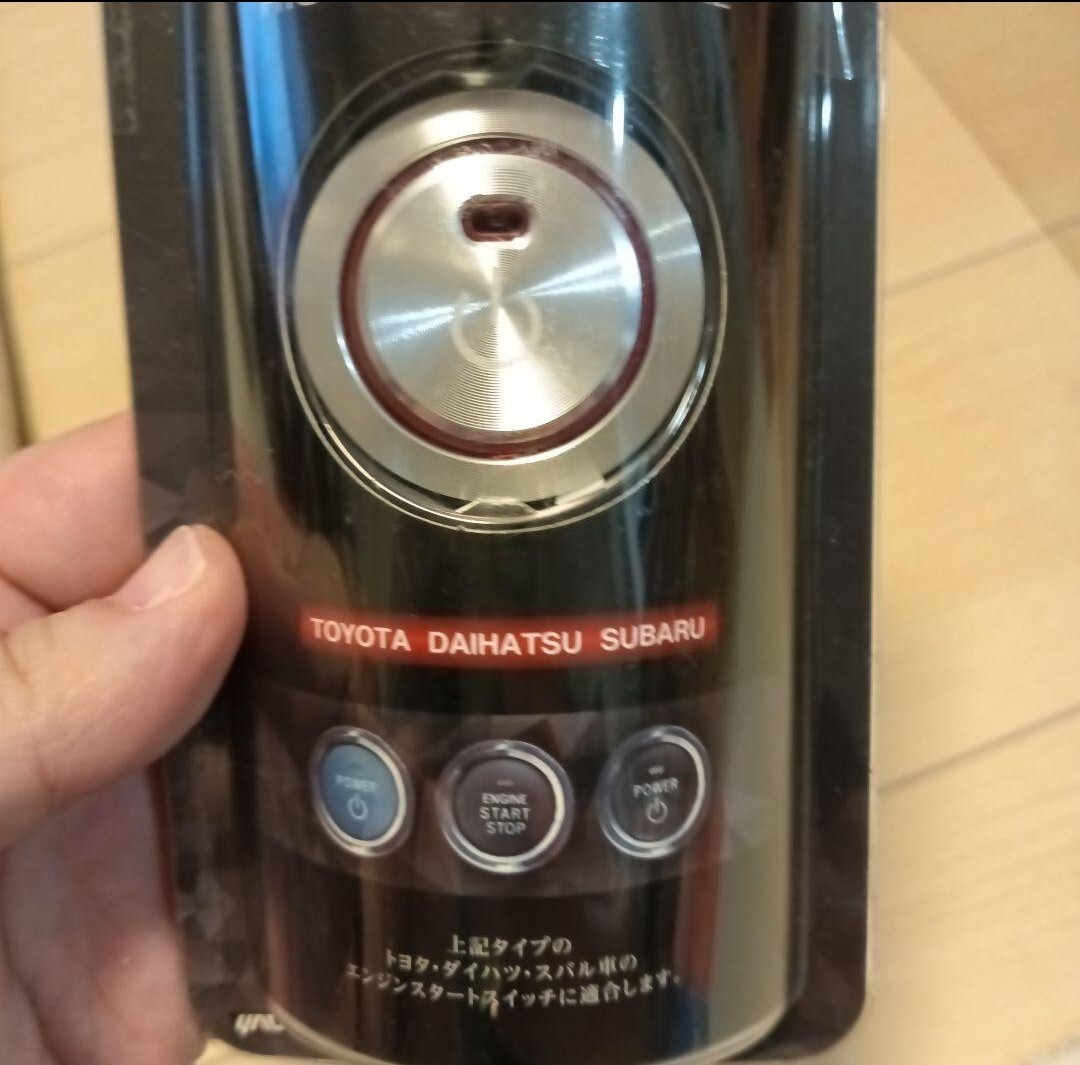 TOYOTA DAIHATSU SUBARU
POWER
ENGINE
START
STOP
POWER
上記タイプの
トヨタ・ダイハツ・スバル車の
エンジンスタートスイッチに適合します。